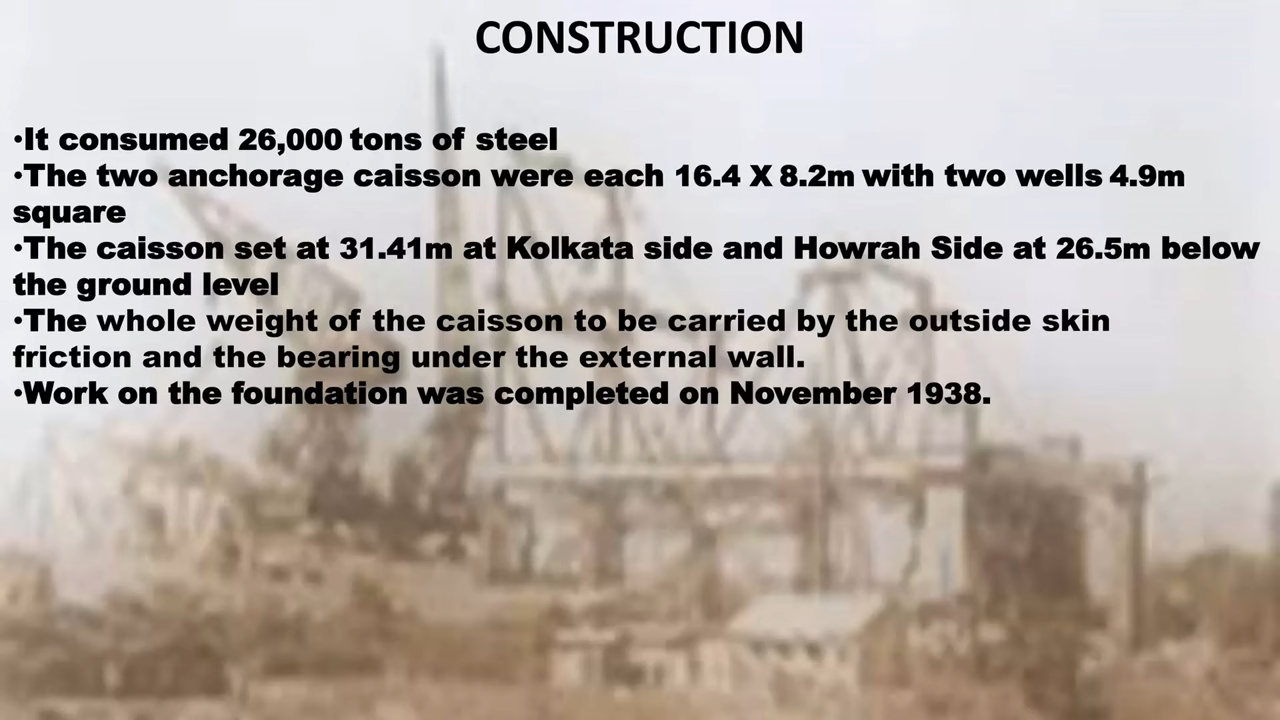 CONSTRUCTION
•It consumed 26,000 tons of steel
•The two anchorage caisson were each 16.4 X 8.2m with two wells 4.9m
square
•The caisson set at 31.41m at Kolkata side and Howrah Side at 26.5m below
the ground level
•The whole weight of the caisson to be carried by the outside skin
friction and the bearing under the external wall.
•Work on the foundation was completed on November 1938.